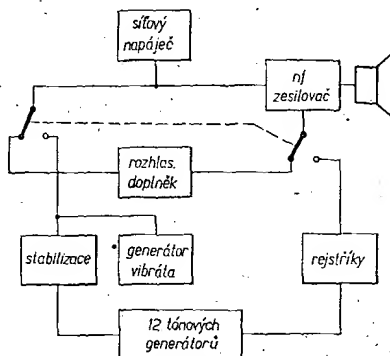 síťový
napáječ
nf
zesilovač
rozhlas.
doplněk
stabilizace
generátor
vibráta
rejstříky
12 tónových
generátorů